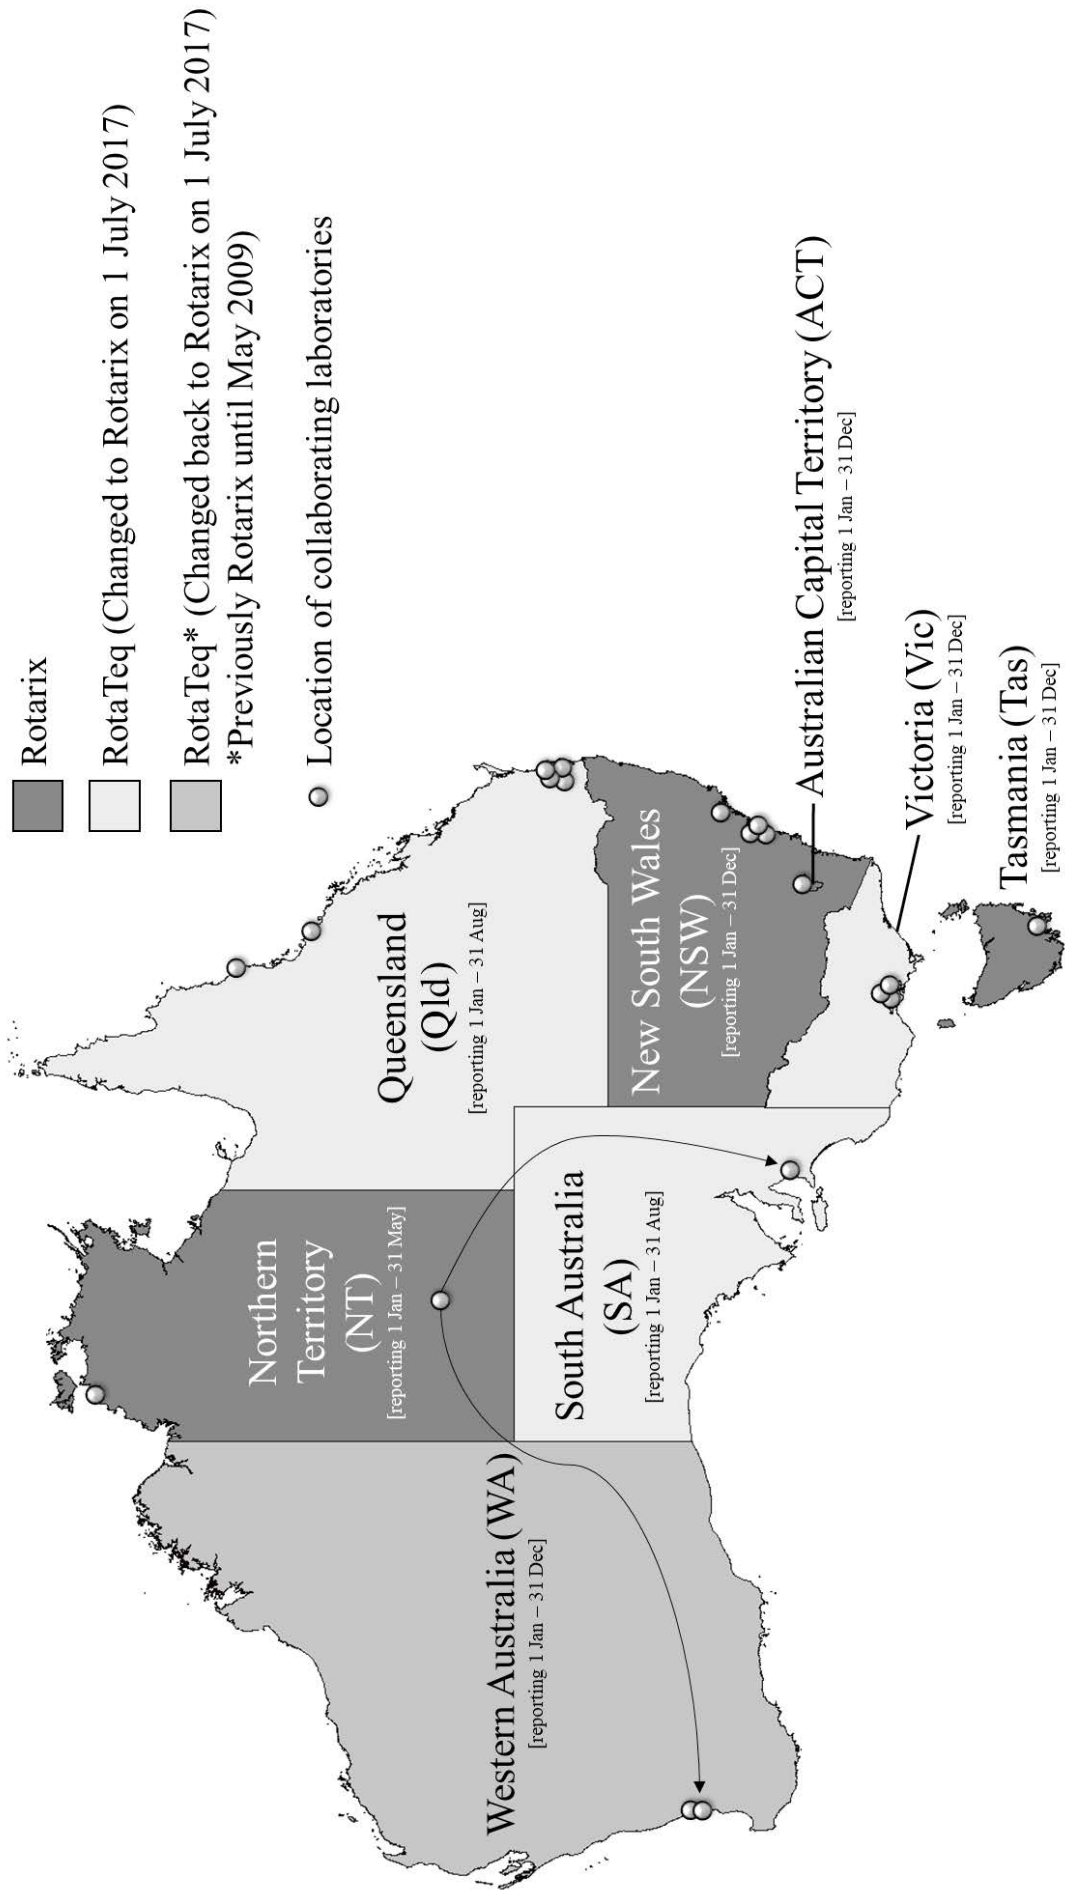 Rotarix
RotaTeq (Changed to Rotarix on 1 July 2017)
RotaTeq* (Changed back to Rotarix on 1 July 2017)
*Previously Rotarix until May 2009)
Location of collaborating laboratories
Northern
Territory
(NT)
[reporting 1 Jan – 31 May]
Queensland
(Qld)
[reporting 1 Jan – 31 Aug]
Western Australia (WA)
[reporting 1 Jan – 31 Dec]
South Australia
(SA)
[reporting 1 Jan – 31 Aug]
New South Wales
(NSW)
[reporting 1 Jan – 31 Dec]
Australian Capital Territory (ACT)
[reporting 1 Jan – 31 Dec]
Victoria (Vic)
[reporting 1 Jan – 31 Dec]
Tasmania (Tas)
[reporting 1 Jan – 31 Dec]